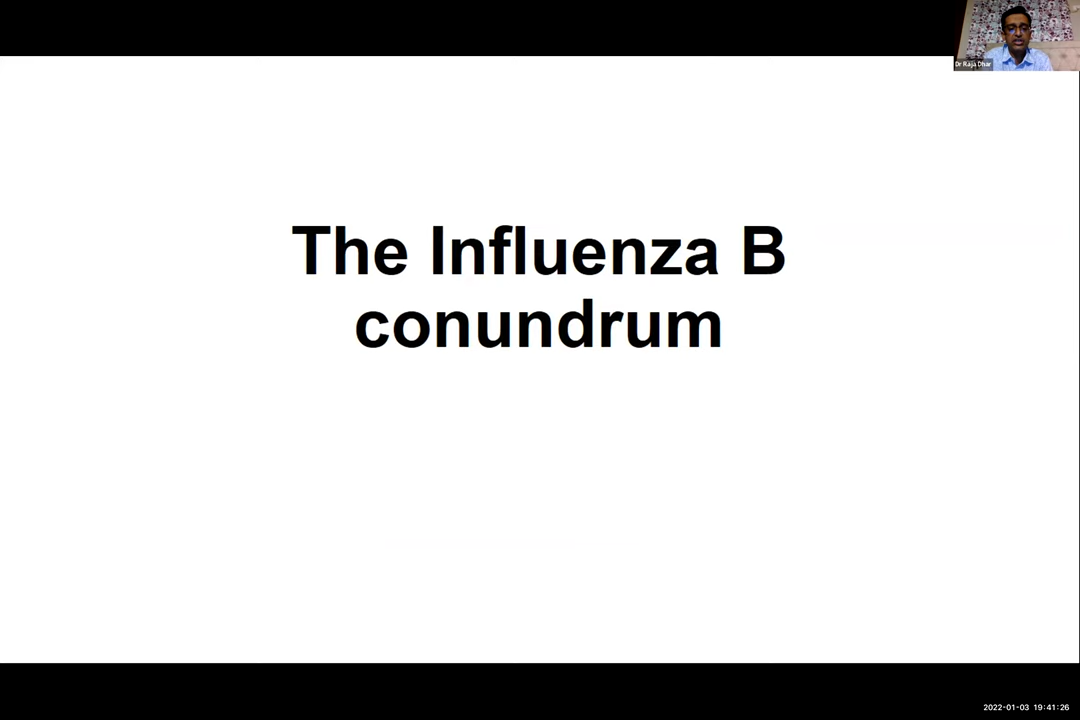 Dr Raja Dhar
The Influenza B
conundrum
2022-01-03 19:41:26